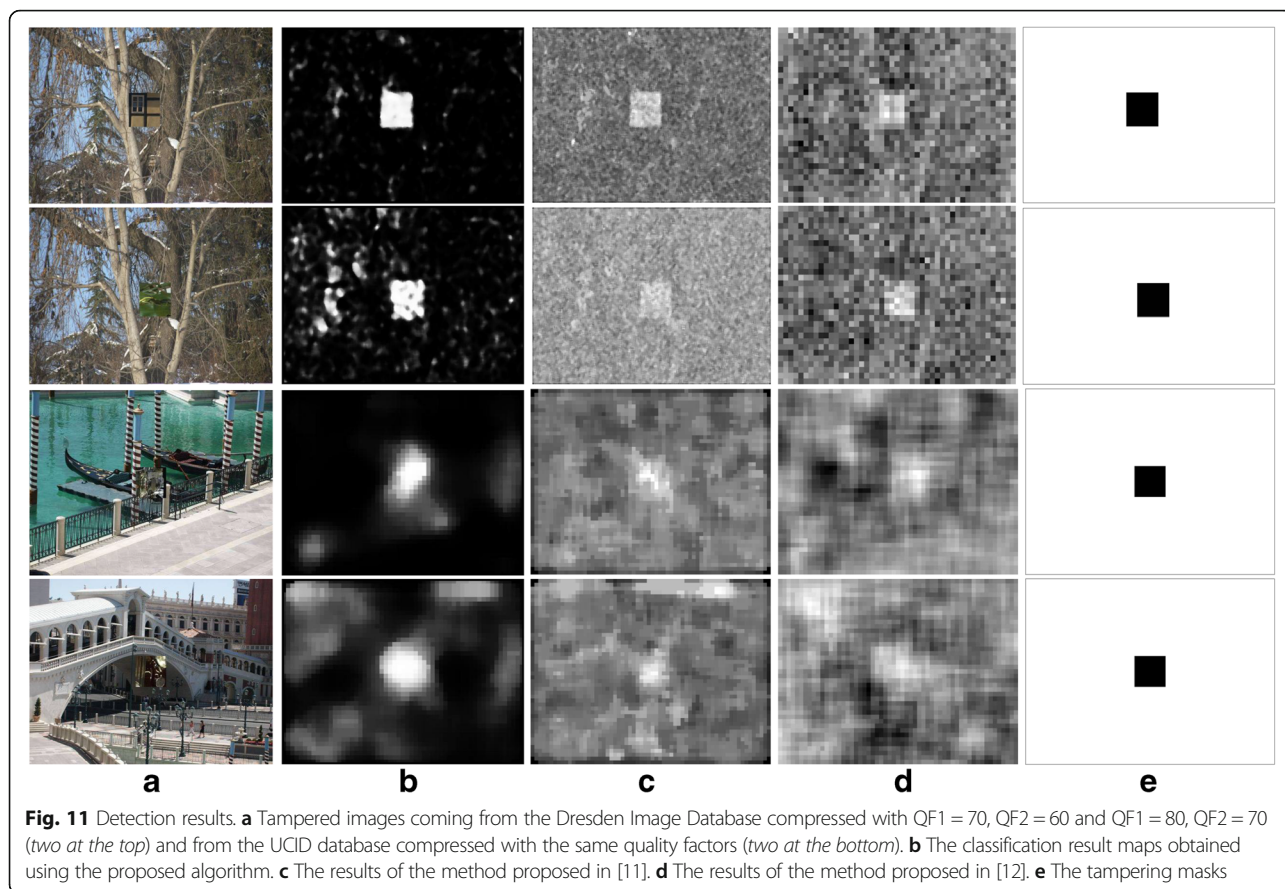 a b c d e
Fig. 11 Detection results. a Tampered images coming from the Dresden Image Database compressed with QF1 = 70, QF2 = 60 and QF1 = 80, QF2 = 70
(two at the top) and from the UCID database compressed with the same quality factors (two at the bottom). b The classification result maps obtained
using the proposed algorithm. c The results of the method proposed in [11]. d The results of the method proposed in [12]. e The tampering masks